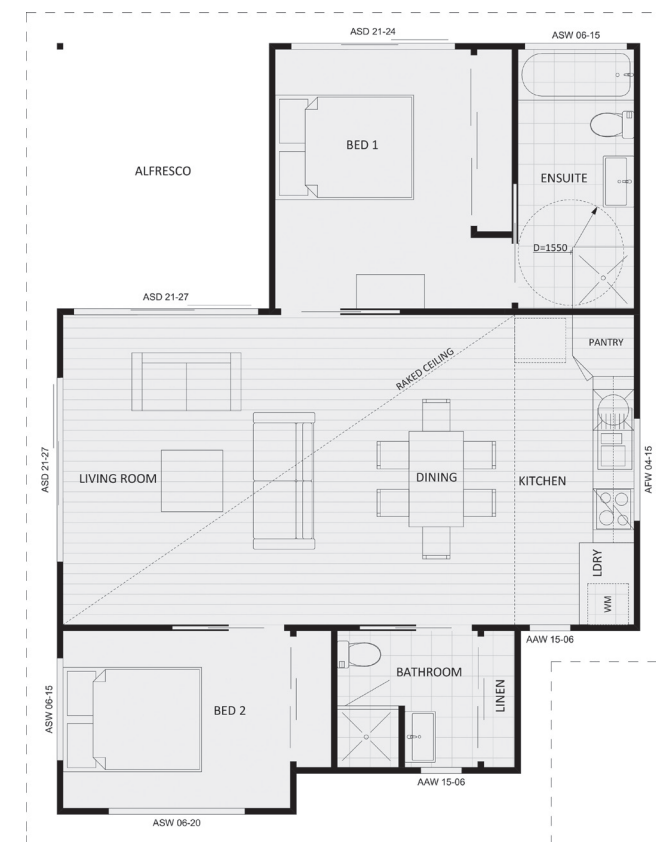 ASD 21-24
ASW 06-15
BED 1
ALFRESCO
ENSUITE
D=1550
ASD 21-27
PANTRY
RAKED CEILING
ASD 21-27
LIVING ROOM
DINING
KITCHEN
AFW 04-15
LDRY
WM
AAW 15-06
BATHROOM
LINEN
ASW 06-15
BED 2
AAW 15-06
ASW 06-20